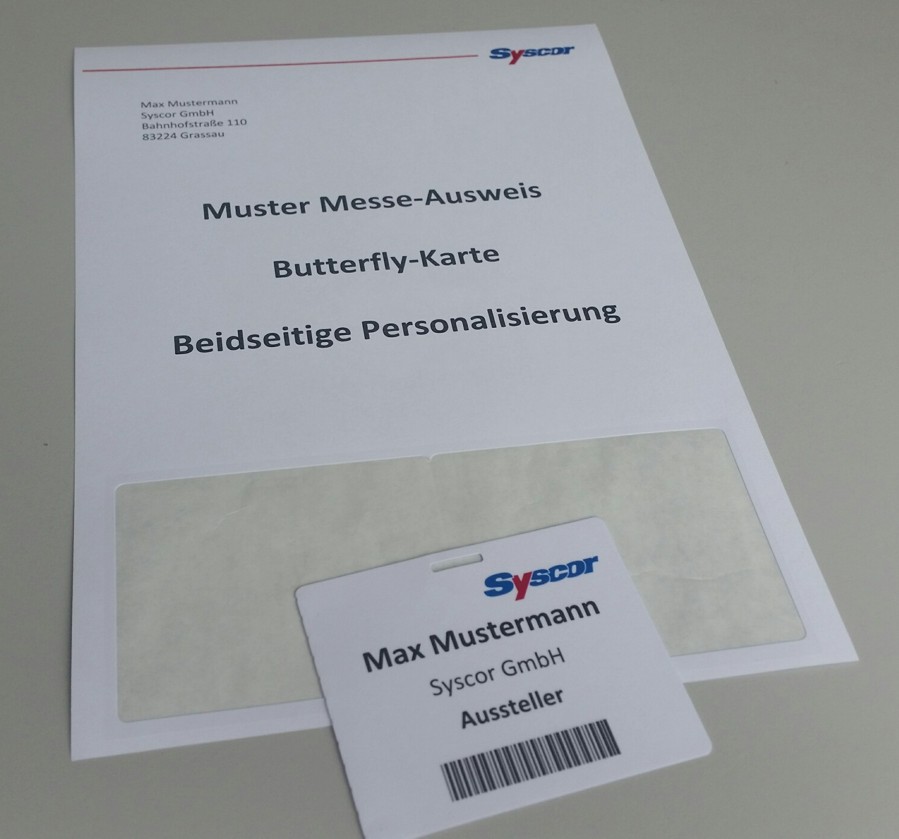 Syscor
Max Mustermann
Syscor GmbH
Bahnhofstraße 110
83224 Grassau
Muster Messe-Ausweis
Butterfly-Karte
Beidseitige Personalisierung
Syscor
Max Mustermann
Syscor GmbH
Aussteller